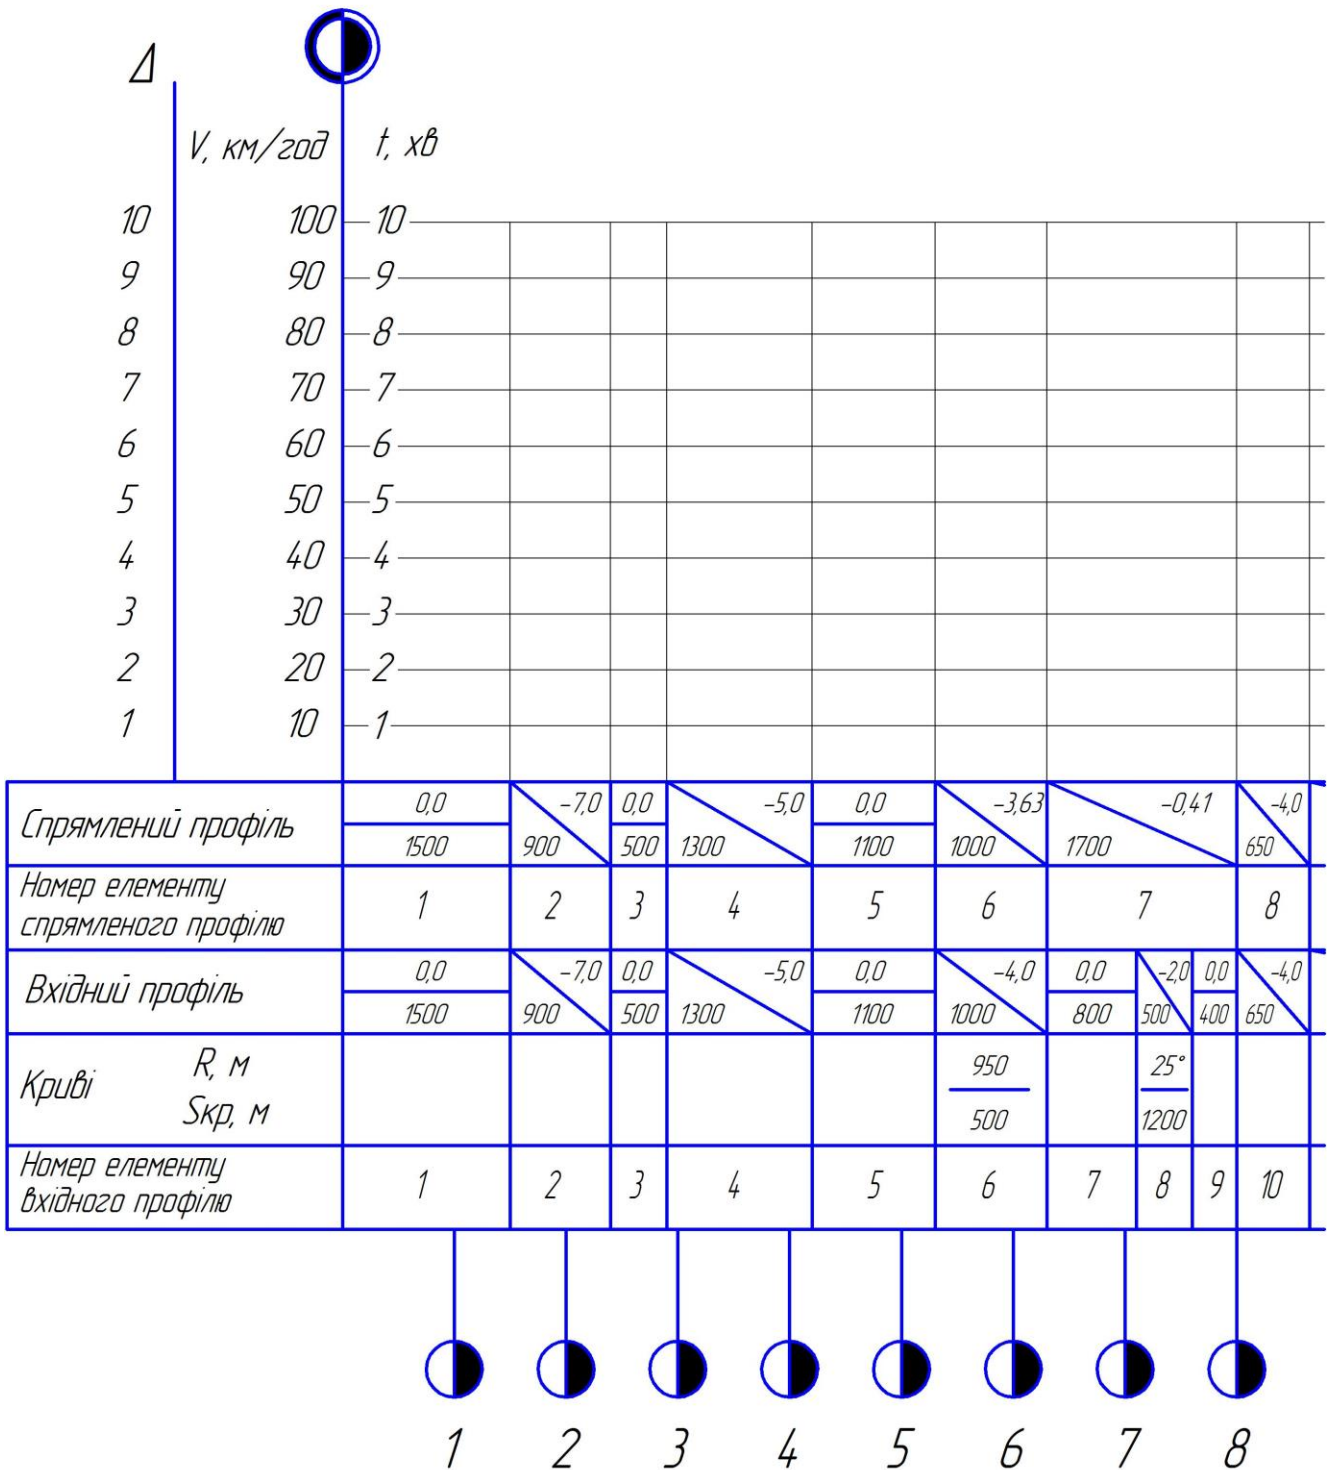 Δ
V, км/год t, хв
10 100 10
9 90 9
8 80 8
7 70 7
6 60 6
5 50 5
4 40 4
3 30 3
2 20 2
1 10 1
Спрямлений профіль
0,0 -7,0 0,0 -5,0 0,0 -3,63 -0,41 -4,0
1500 900 500 1300 1100 1000 1700 650
Номер елементу
спрямленого профілю
1 2 3 4 5 6 7 8
Вхідний профіль
0,0 -7,0 0,0 -5,0 0,0 -4,0 0,0 -2,0 0,0 -4,0
1500 900 500 1300 1100 1000 800 500 400 650
Криві
R, м 950 25°
Sкр, м 500 1200
Номер елементу
вхідного профілю
1 2 3 4 5 6 7 8 9 10
1 2 3 4 5 6 7 8